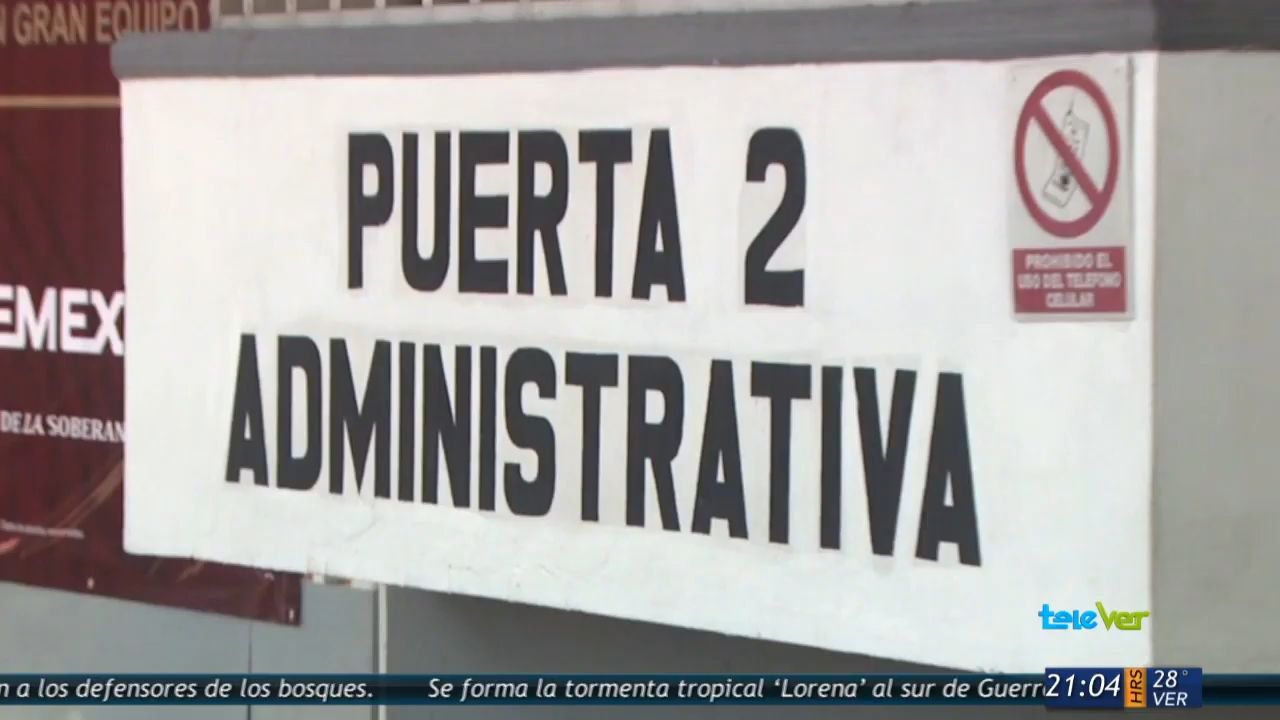 GRAN EQUIPO
PUERTA 2
ADMINISTRATIVA
PROHIBIDO EL
USO DEL TELEFONO
CELULAR
EMEX
DE LA SOBERAN
teleVer
n a los defensores de los bosques. Se forma la tormenta tropical ‘Lorena’ al sur de Guerr
21:04 HRS 28° VER